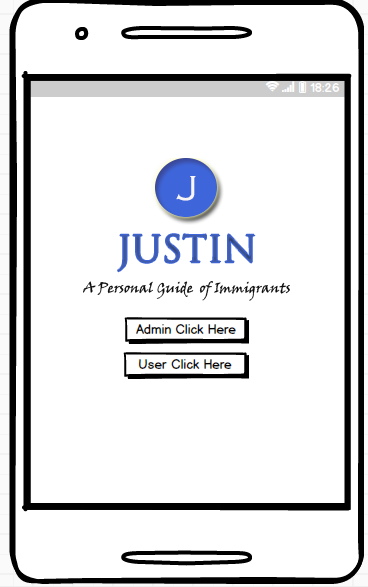 18:26
J
JUSTIN
A Personal Guide of Immigrants
Admin Click Here
User Click Here